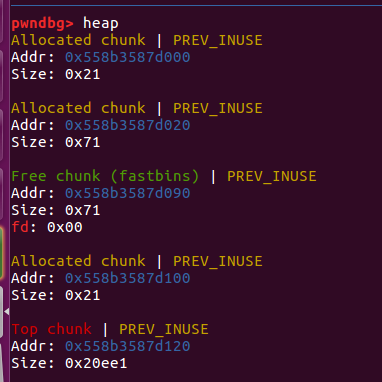 pwndbg> heap
Allocated chunk | PREV_INUSE
Addr: 0x558b3587d000
Size: 0x21
Allocated chunk | PREV_INUSE
Addr: 0x558b3587d020
Size: 0x71
Free chunk (fastbins) | PREV_INUSE
Addr: 0x558b3587d090
Size: 0x71
fd: 0x00
Allocated chunk | PREV_INUSE
Addr: 0x558b3587d100
Size: 0x21
Top chunk | PREV_INUSE
Addr: 0x558b3587d120
Size: 0x20ee1